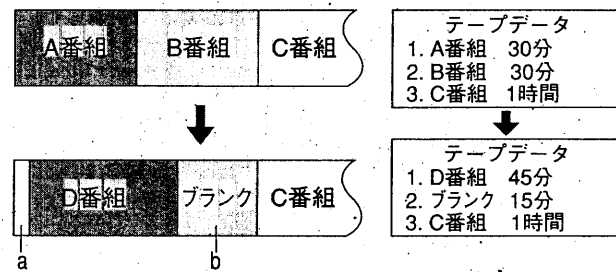 A番組 B番組 C番組
テープデータ
1. A番組 30分
2. B番組 30分
3. C番組 1時間
D番組 ブランク C番組
a b
テープデータ
1. D番組 45分
2. ブランク 15分
3. C番組 1時間